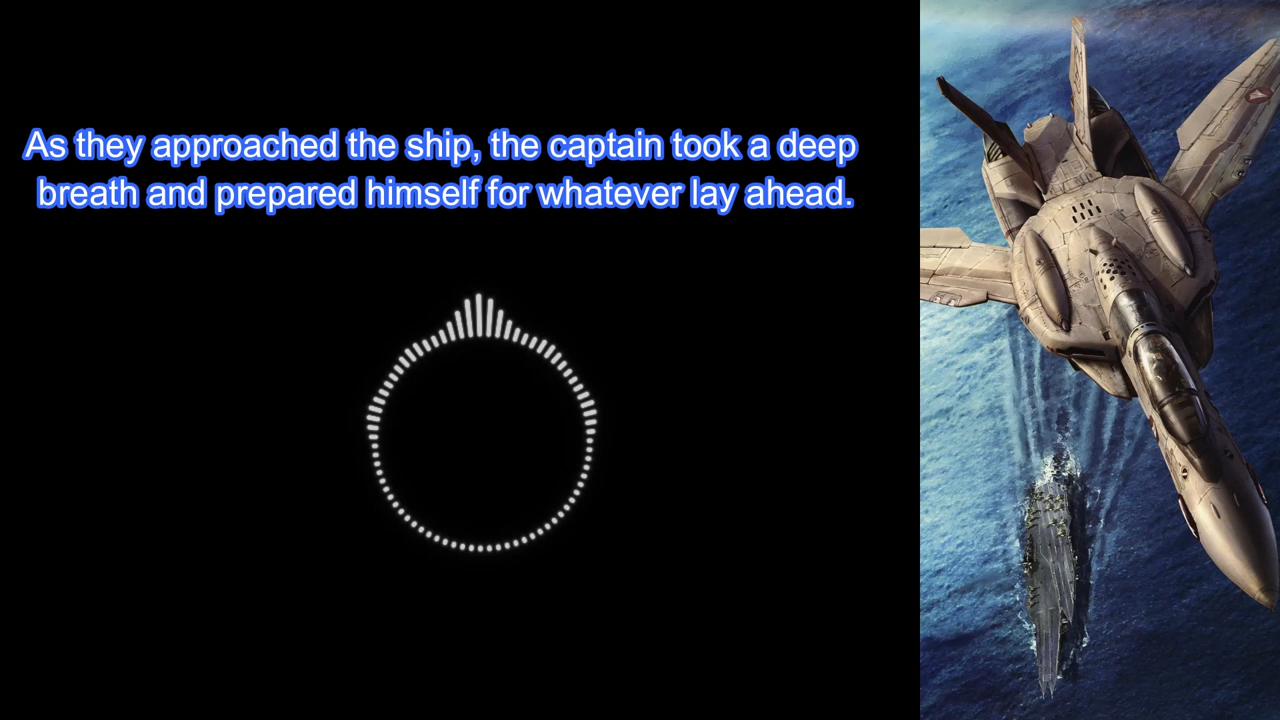 As they approached the ship, the captain took a deep
breath and prepared himself for whatever lay ahead.